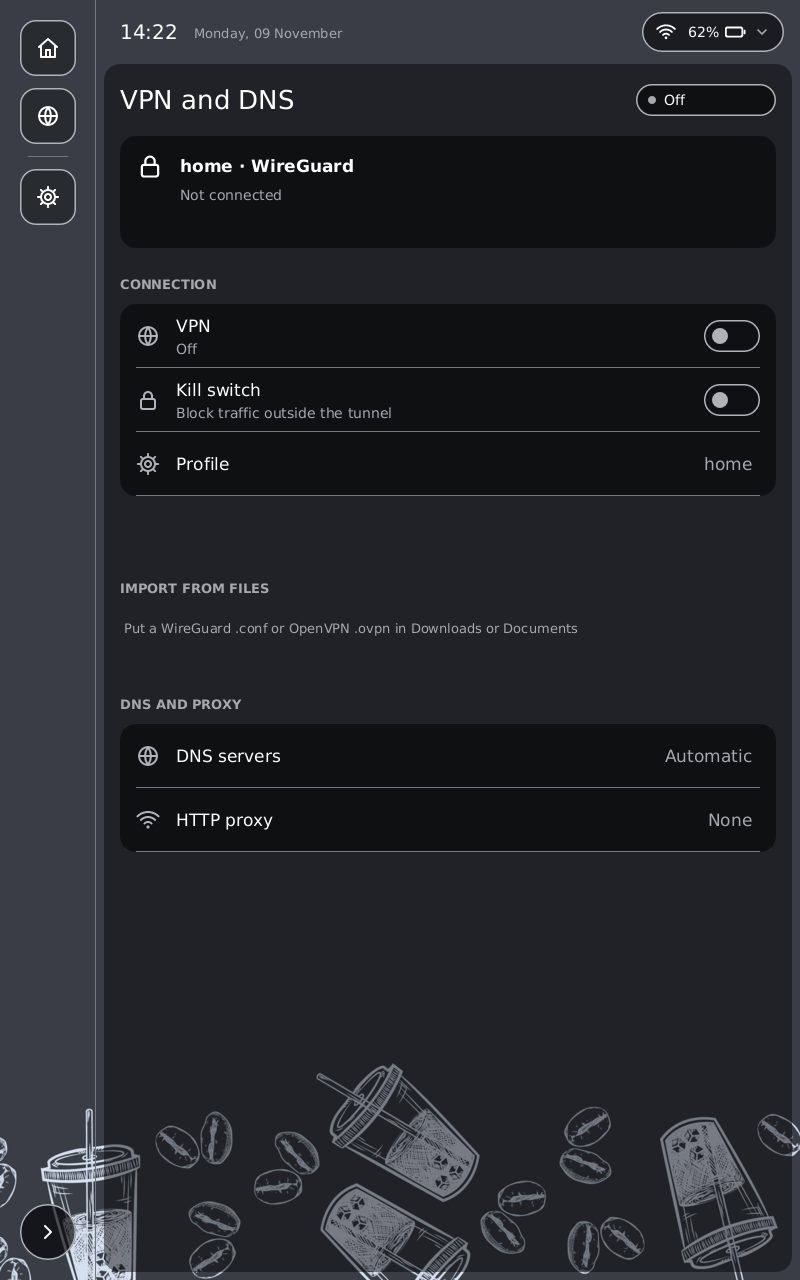 14:22 Monday, 09 November 62%
VPN and DNS
Off
home · WireGuard
Not connected
CONNECTION
VPN
Off
Kill switch
Block traffic outside the tunnel
Profile home
IMPORT FROM FILES
Put a WireGuard .conf or OpenVPN .ovpn in Downloads or Documents
DNS AND PROXY
DNS servers Automatic
HTTP proxy None